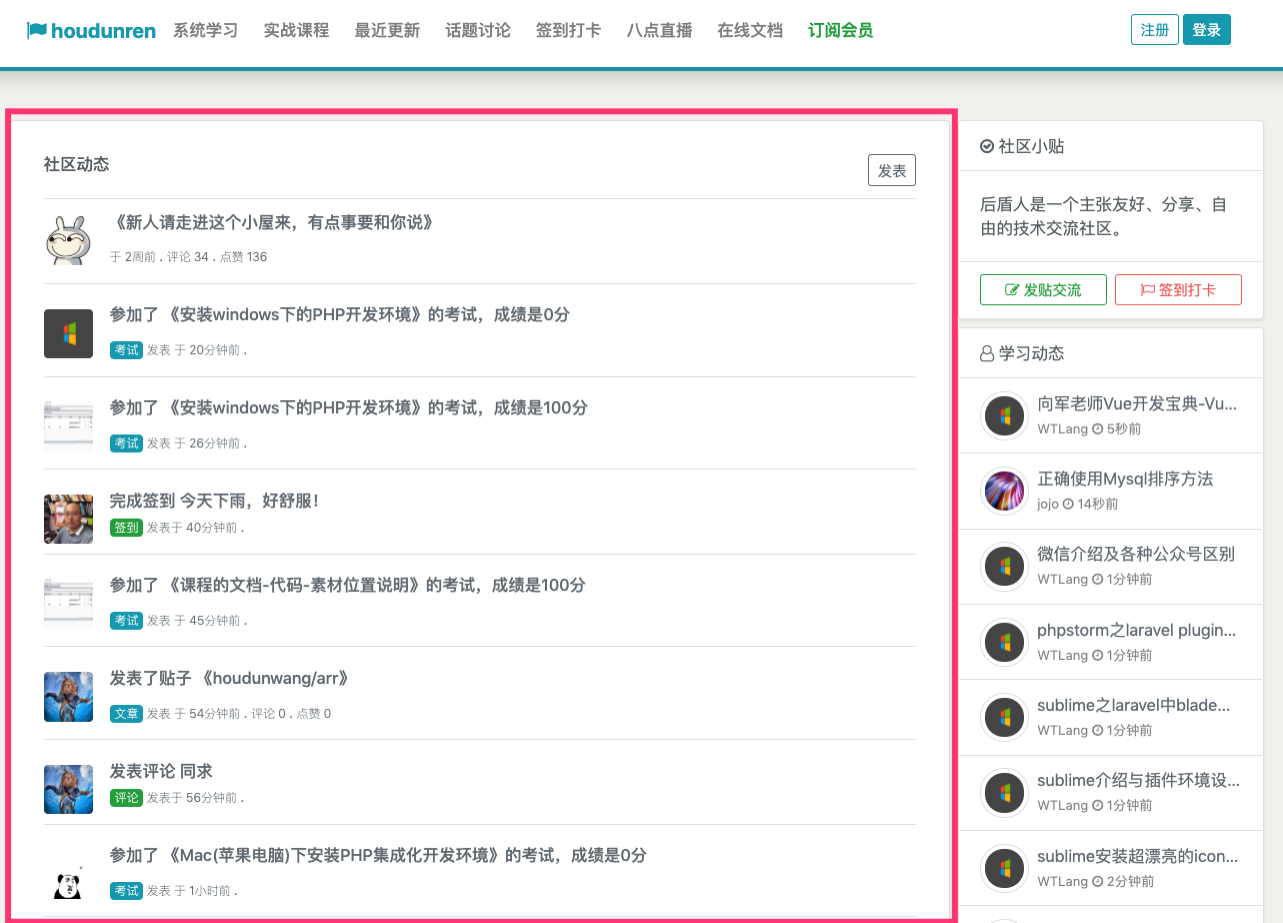 houdunren 系统学习 实战课程 最近更新 话题讨论 签到打卡 八点直播 在线文档 订阅会员 注册 登录
社区动态 发表
《新人请走进这个小屋来，有点事要和你说》
于 2周前 . 评论 34 . 点赞 136
参加了 《安装windows下的PHP开发环境》的考试，成绩是0分
考试 发表 于 20分钟前 .
参加了 《安装windows下的PHP开发环境》的考试，成绩是100分
考试 发表 于 26分钟前 .
完成签到 今天下雨，好舒服！
签到 发表于 40分钟前 .
参加了 《课程的文档-代码-素材位置说明》的考试，成绩是100分
考试 发表 于 45分钟前 .
发表了贴子 《houdunwang/arr》
文章 发表 于 54分钟前 . 评论 0 . 点赞 0
发表评论 同求
评论 发表于 56分钟前 .
参加了 《Mac(苹果电脑)下安装PHP集成化开发环境》的考试，成绩是0分
考试 发表 于 1小时前 .
社区小贴
后盾人是一个主张友好、分享、自
由的技术交流社区。
发贴交流 签到打卡
学习动态
向军老师Vue开发宝典-Vu...
WTLang 5秒前
正确使用Mysql排序方法
jojo 14秒前
微信介绍及各种公众号区别
WTLang 1分钟前
phpstorm之laravel plugin...
WTLang 1分钟前
sublime之laravel中blade...
WTLang 1分钟前
sublime介绍与插件环境设...
WTLang 1分钟前
sublime安装超漂亮的icon...
WTLang 2分钟前